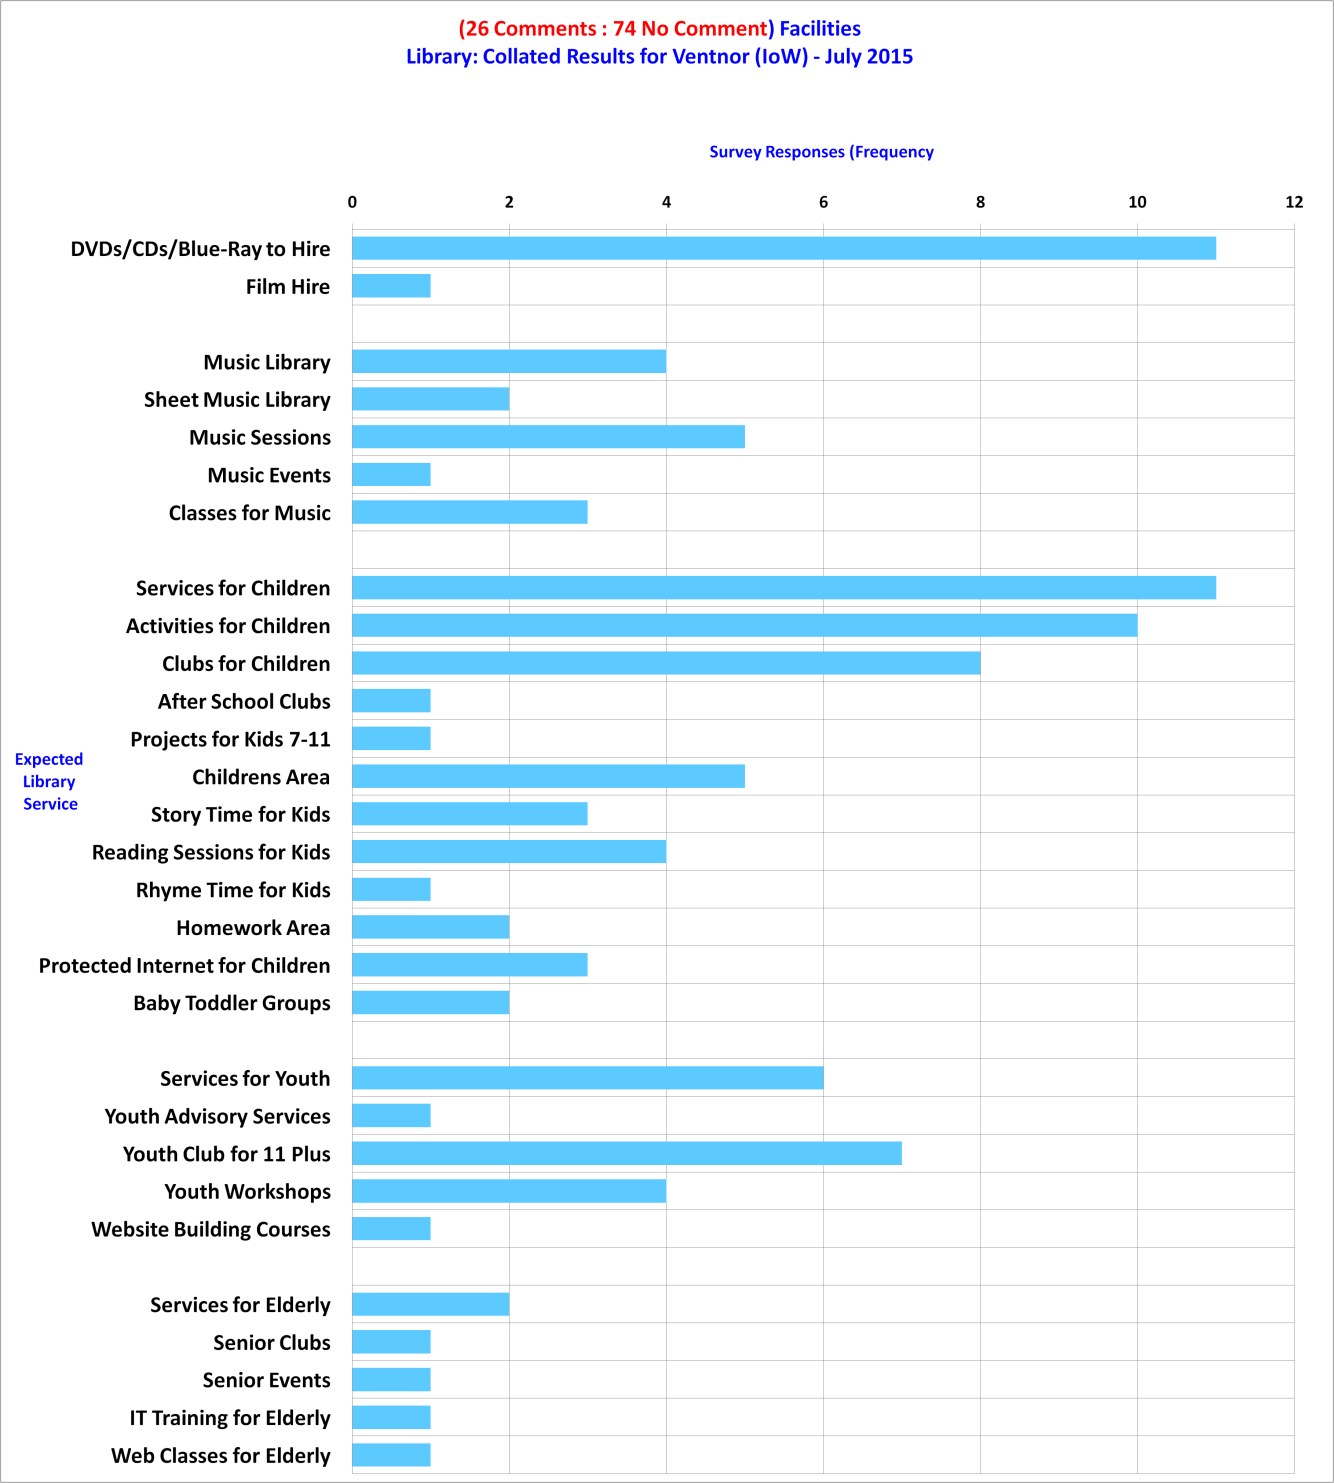 (26 Comments : 74 No Comment) Facilities
Library: Collated Results for Ventnor (IoW) - July 2015
Survey Responses (Frequency
0 2 4 6 8 10 12
DVDs/CDs/Blue-Ray to Hire
Film Hire
Music Library
Sheet Music Library
Music Sessions
Music Events
Classes for Music
Services for Children
Activities for Children
Clubs for Children
After School Clubs
Projects for Kids 7-11
Expected
Library
Service
Childrens Area
Story Time for Kids
Reading Sessions for Kids
Rhyme Time for Kids
Homework Area
Protected Internet for Children
Baby Toddler Groups
Services for Youth
Youth Advisory Services
Youth Club for 11 Plus
Youth Workshops
Website Building Courses
Services for Elderly
Senior Clubs
Senior Events
IT Training for Elderly
Web Classes for Elderly